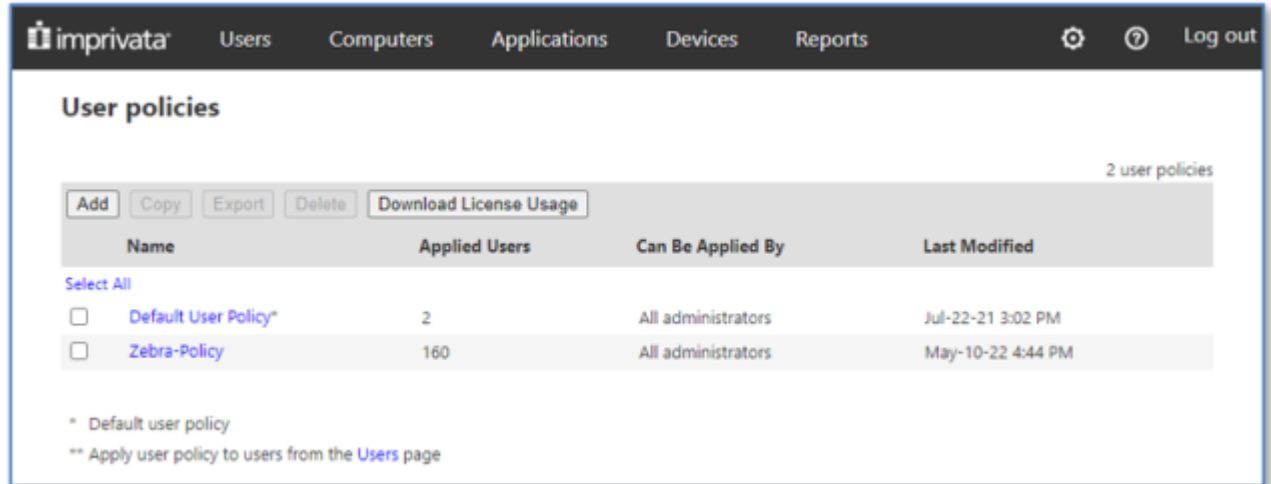 imprivata Users Computers Applications Devices Reports Log out
User policies
2 user policies
Add Copy Export Delete Download License Usage
Name Applied Users Can Be Applied By Last Modified
Select All
Default User Policy* 2 All administrators Jul-22-21 3:02 PM
Zebra-Policy 160 All administrators May-10-22 4:44 PM
* Default user policy
** Apply user policy to users from the Users page